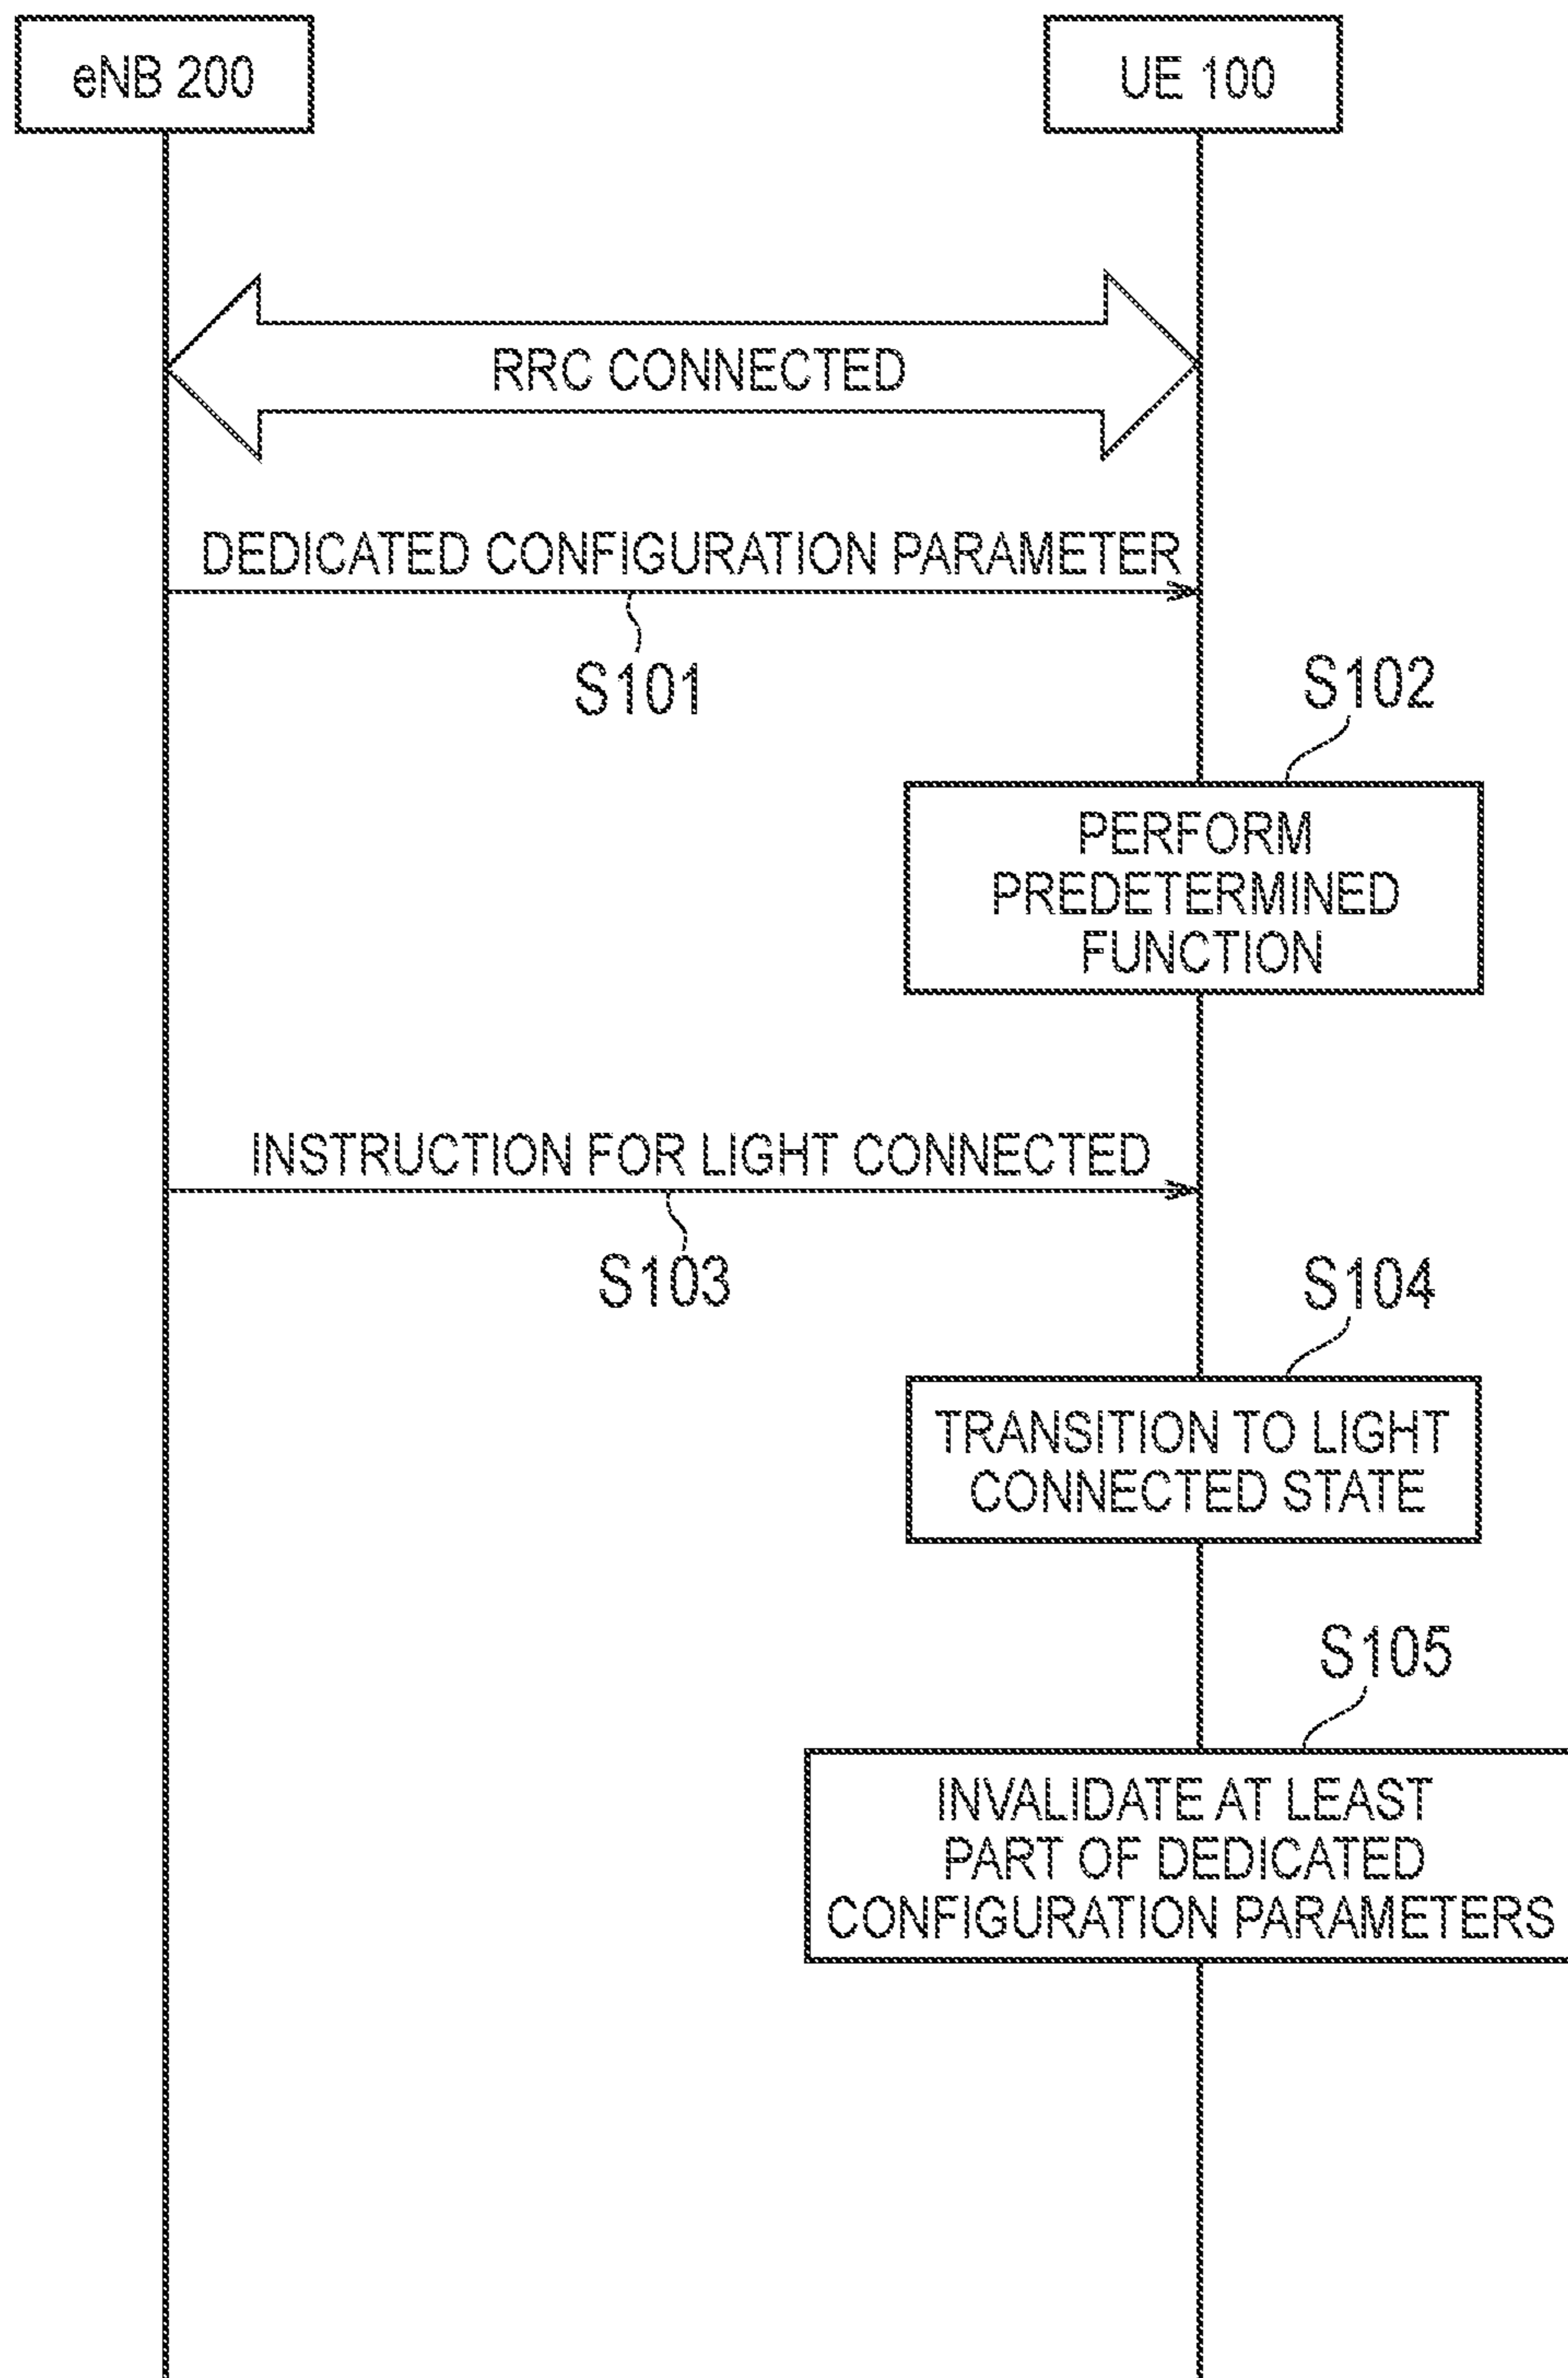 eNB 200
UE 100
RRC CONNECTED
DEDICATED CONFIGURATION PARAMETER
S101
S102
PERFORM
PREDETERMINED
FUNCTION
INSTRUCTION FOR LIGHT CONNECTED
S103
S104
TRANSITION TO LIGHT
CONNECTED STATE
S105
INVALIDATE AT LEAST
PART OF DEDICATED
CONFIGURATION PARAMETERS